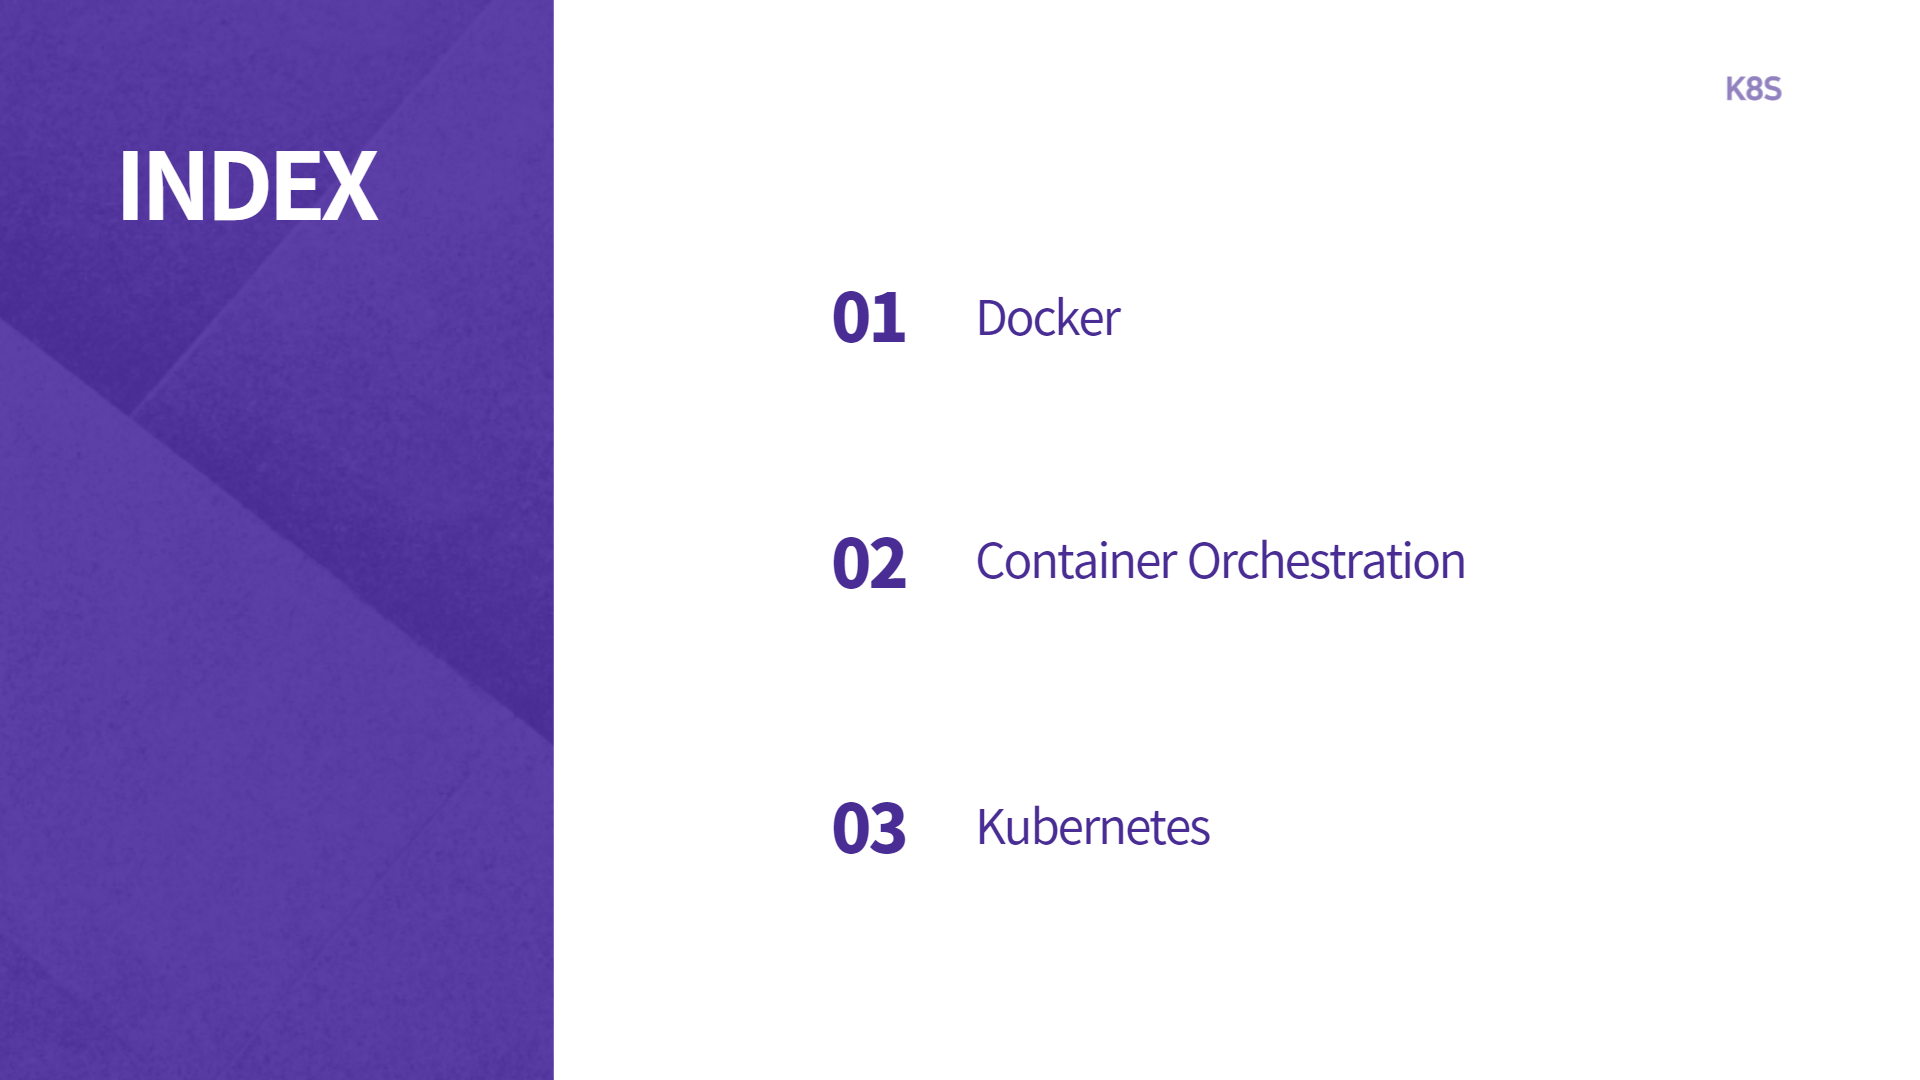 INDEX
K8S
01 Docker
02 Container Orchestration
03 Kubernetes